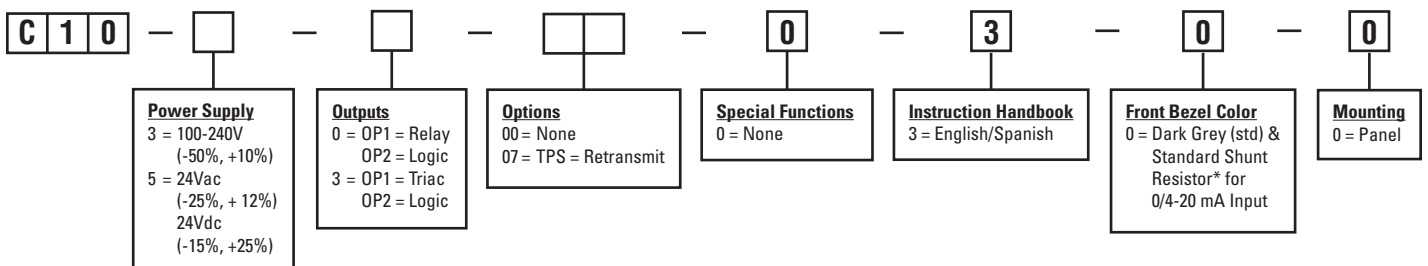 C 1 0 — — — — 0 — 3 — 0 — 0
Power Supply
3 = 100-240V
(-50%, +10%)
5 = 24Vac
(-25%, + 12%)
24Vdc
(-15%, +25%)
Outputs
0 = OP1 = Relay
OP2 = Logic
3 = OP1 = Triac
OP2 = Logic
Options
00 = None
07 = TPS = Retransmit
Special Functions
0 = None
Instruction Handbook
3 = English/Spanish
Front Bezel Color
0 = Dark Grey (std) &
Standard Shunt
Resistor* for
0/4-20 mA Input
Mounting
0 = Panel